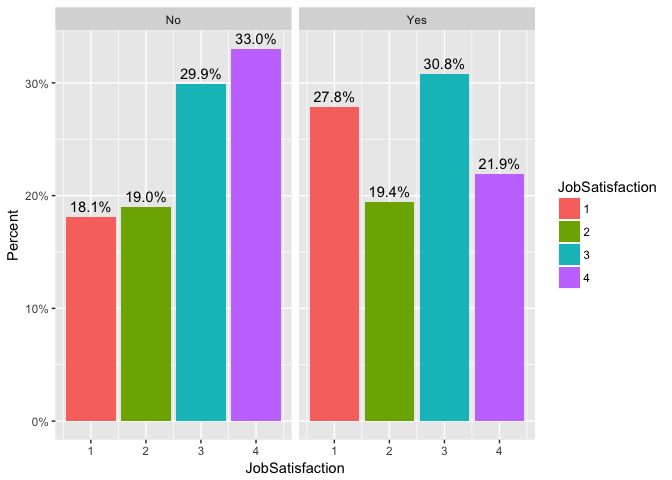 No
Yes
33.0%
29.9%
19.0%
18.1%
30.8%
27.8%
21.9%
19.4%
30%
20%
10%
0%
Percent
1 2 3 4
1 2 3 4
JobSatisfaction
JobSatisfaction
1
2
3
4